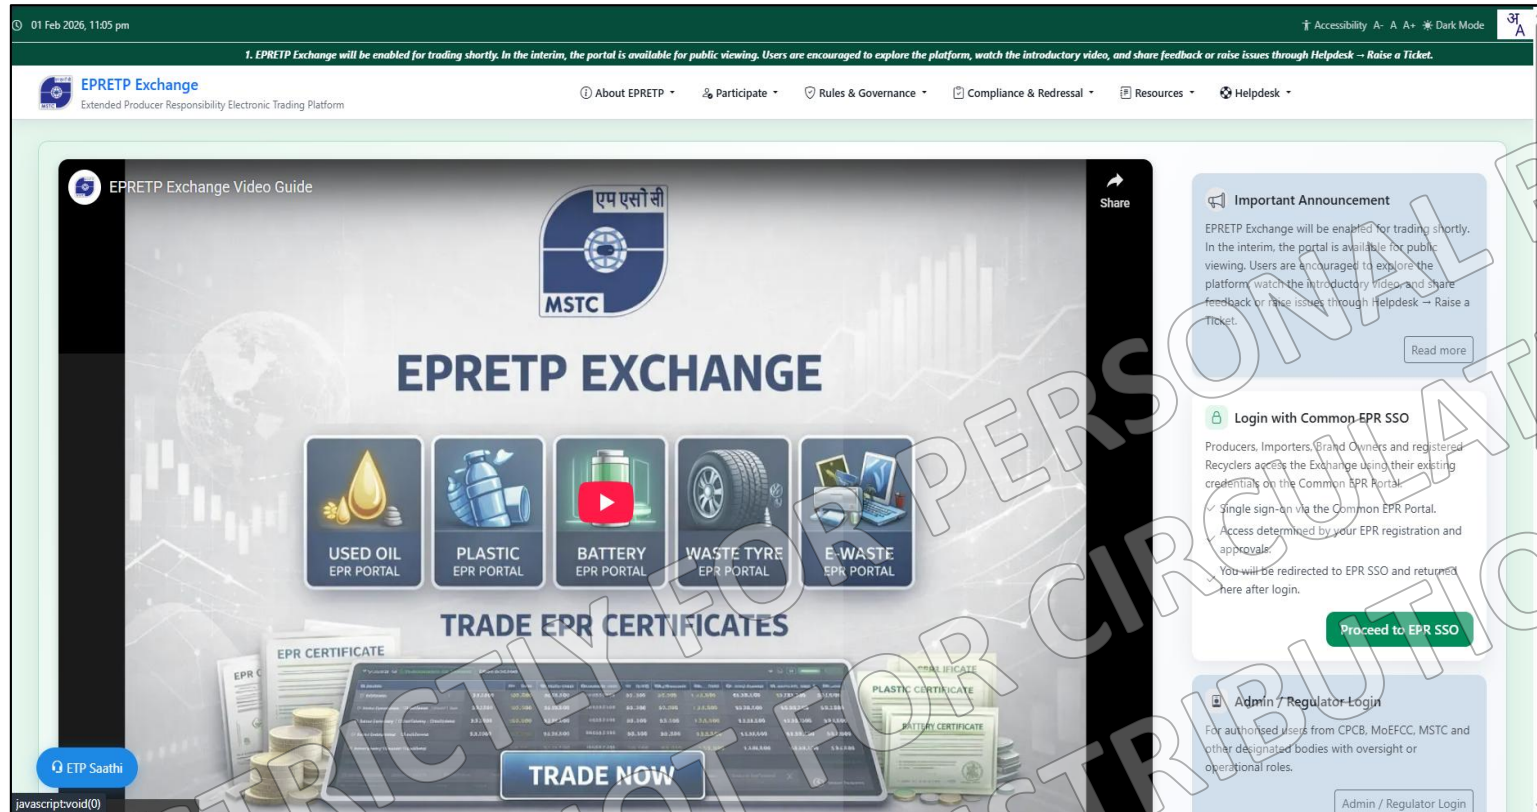 01 Feb 2026, 11:05 pm
Accessibility A- A A+ Dark Mode
अ A
1. EPRETP Exchange will be enabled for trading shortly. In the interim, the portal is available for public viewing. Users are encouraged to explore the platform, watch the introductory video, and share feedback or raise issues through Helpdesk → Raise a Ticket.
MSTC
EPRETP Exchange
Extended Producer Responsibility Electronic Trading Platform
About EPRETP
Participate
Rules & Governance
Compliance & Redressal
Resources
Helpdesk
EPRETP Exchange Video Guide
Share
एम एस टी सी
MSTC
EPRETP EXCHANGE
USED OIL
EPR PORTAL
PLASTIC
EPR PORTAL
BATTERY
EPR PORTAL
WASTE TYRE
EPR PORTAL
E-WASTE
EPR PORTAL
TRADE EPR CERTIFICATES
EPR CERTIFICATE
PLASTIC CERTIFICATE
BATTERY CERTIFICATE
TRADE NOW
Important Announcement
EPRETP Exchange will be enabled for trading shortly.
In the interim, the portal is available for public
viewing. Users are encouraged to explore the
platform, watch the introductory video, and share
feedback or raise issues through Helpdesk → Raise a
Ticket.
Read more
Login with Common EPR SSO
Producers, Importers, Brand Owners and registered
Recyclers access the Exchange using their existing
credentials on the Common EPR Portal.
Single sign-on via the Common EPR Portal.
Access determined by your EPR registration and
approvals.
You will be redirected to EPR SSO and returned
here after login.
Proceed to EPR SSO
Admin / Regulator Login
For authorised users from CPCB, MoEFCC, MSTC and
other designated bodies with oversight or
operational roles.
Admin / Regulator Login
ETP Saathi
javascript:void(0)
STRICTLY FOR PERSONAL
NOT FOR CIRCULAT
STRIBUTIO